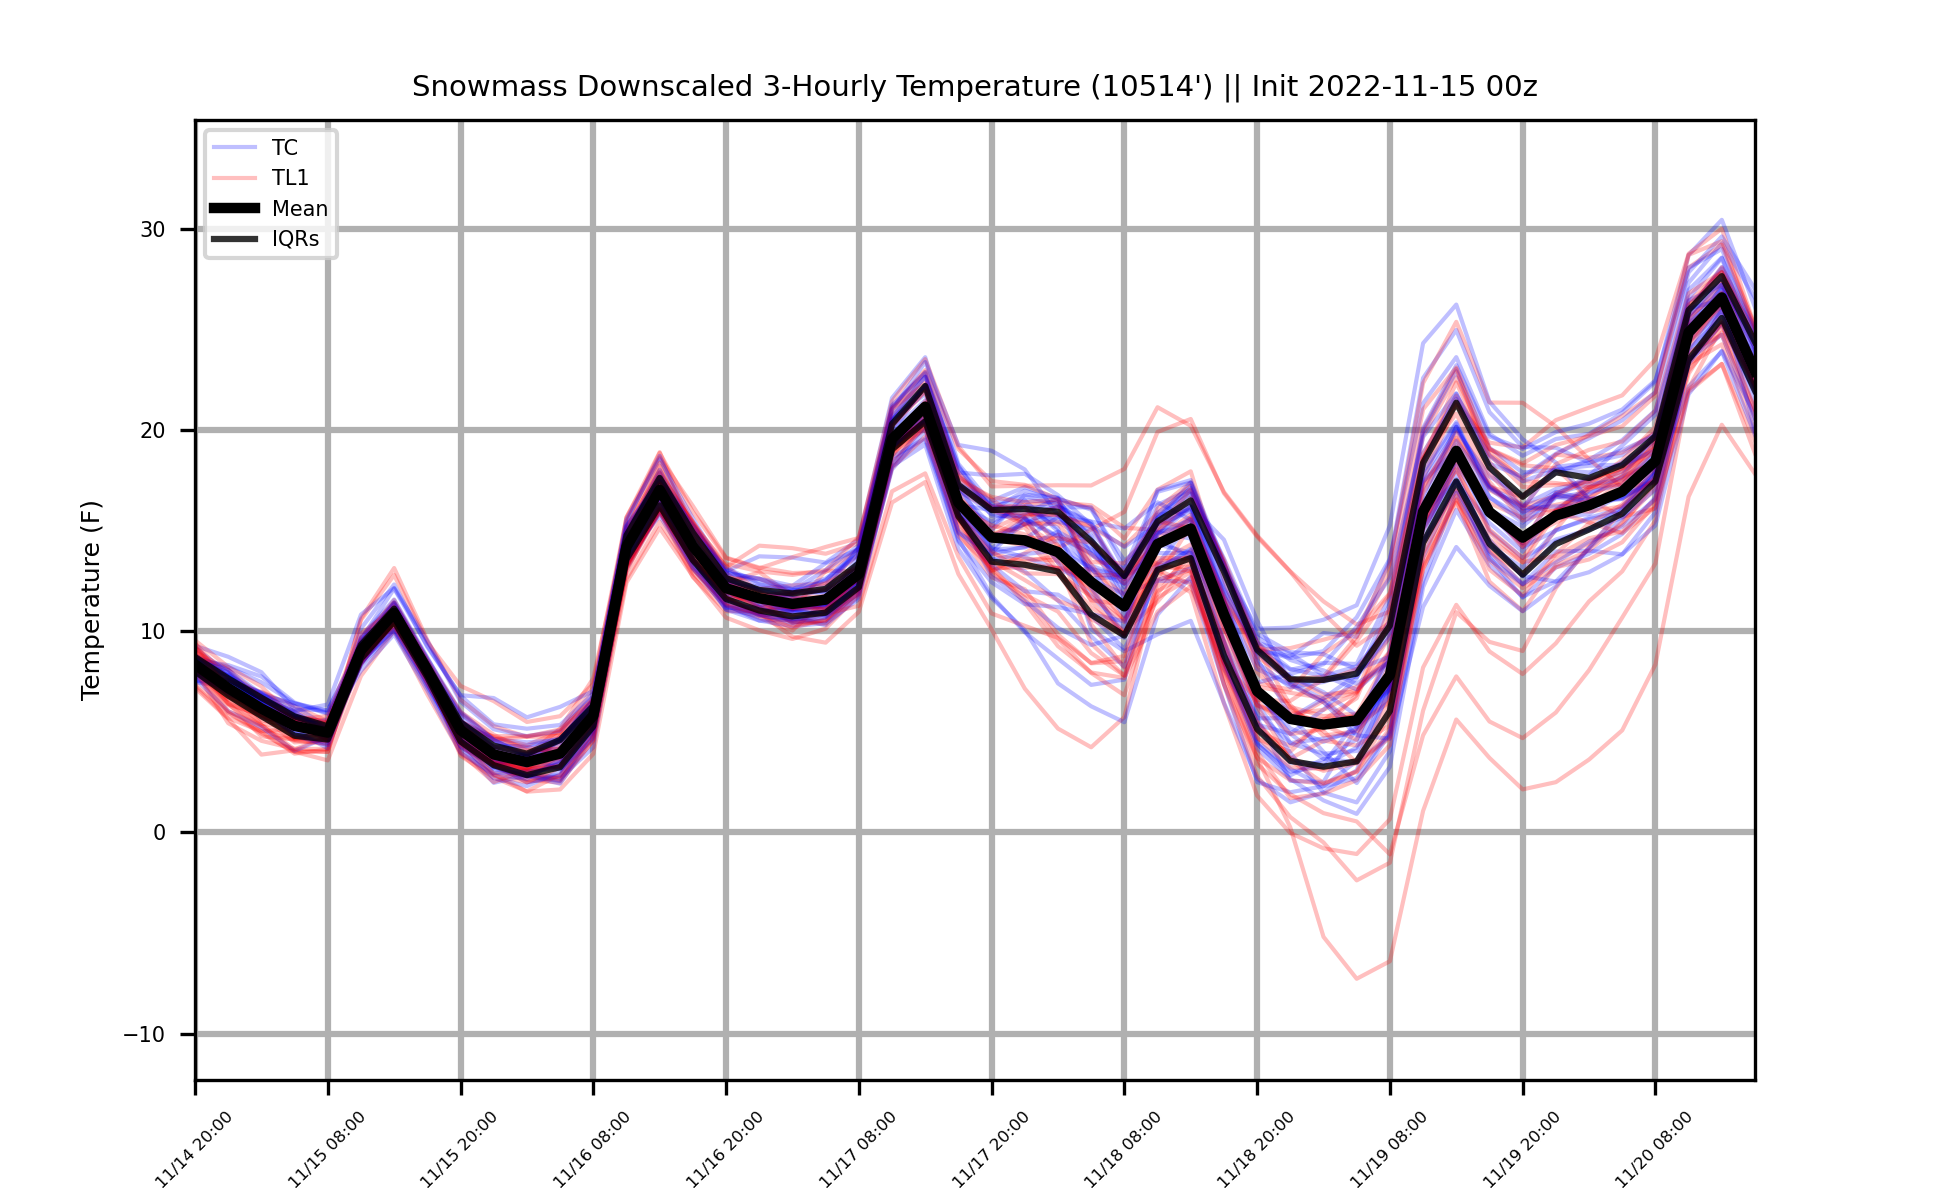 Snowmass Downscaled 3-Hourly Temperature (10514') || Init 2022-11-15 00z
TC
TL1
Mean
IQRs
Temperature (F)
30
20
10
0
−10
11/14 20:00
11/15 08:00
11/15 20:00
11/16 08:00
11/16 20:00
11/17 08:00
11/17 20:00
11/18 08:00
11/18 20:00
11/19 08:00
11/19 20:00
11/20 08:00